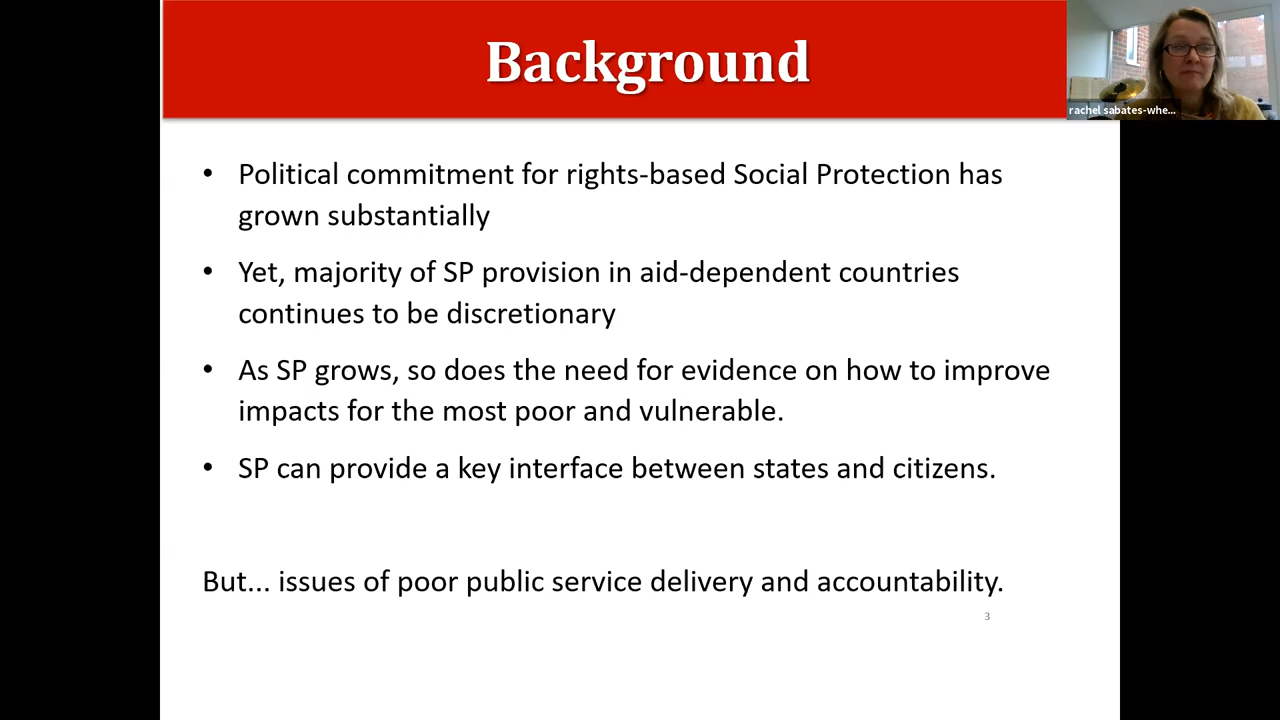 Background
rachel sabates-whe...
• Political commitment for rights-based Social Protection has
grown substantially
• Yet, majority of SP provision in aid-dependent countries
continues to be discretionary
• As SP grows, so does the need for evidence on how to improve
impacts for the most poor and vulnerable.
• SP can provide a key interface between states and citizens.
But... issues of poor public service delivery and accountability.
3